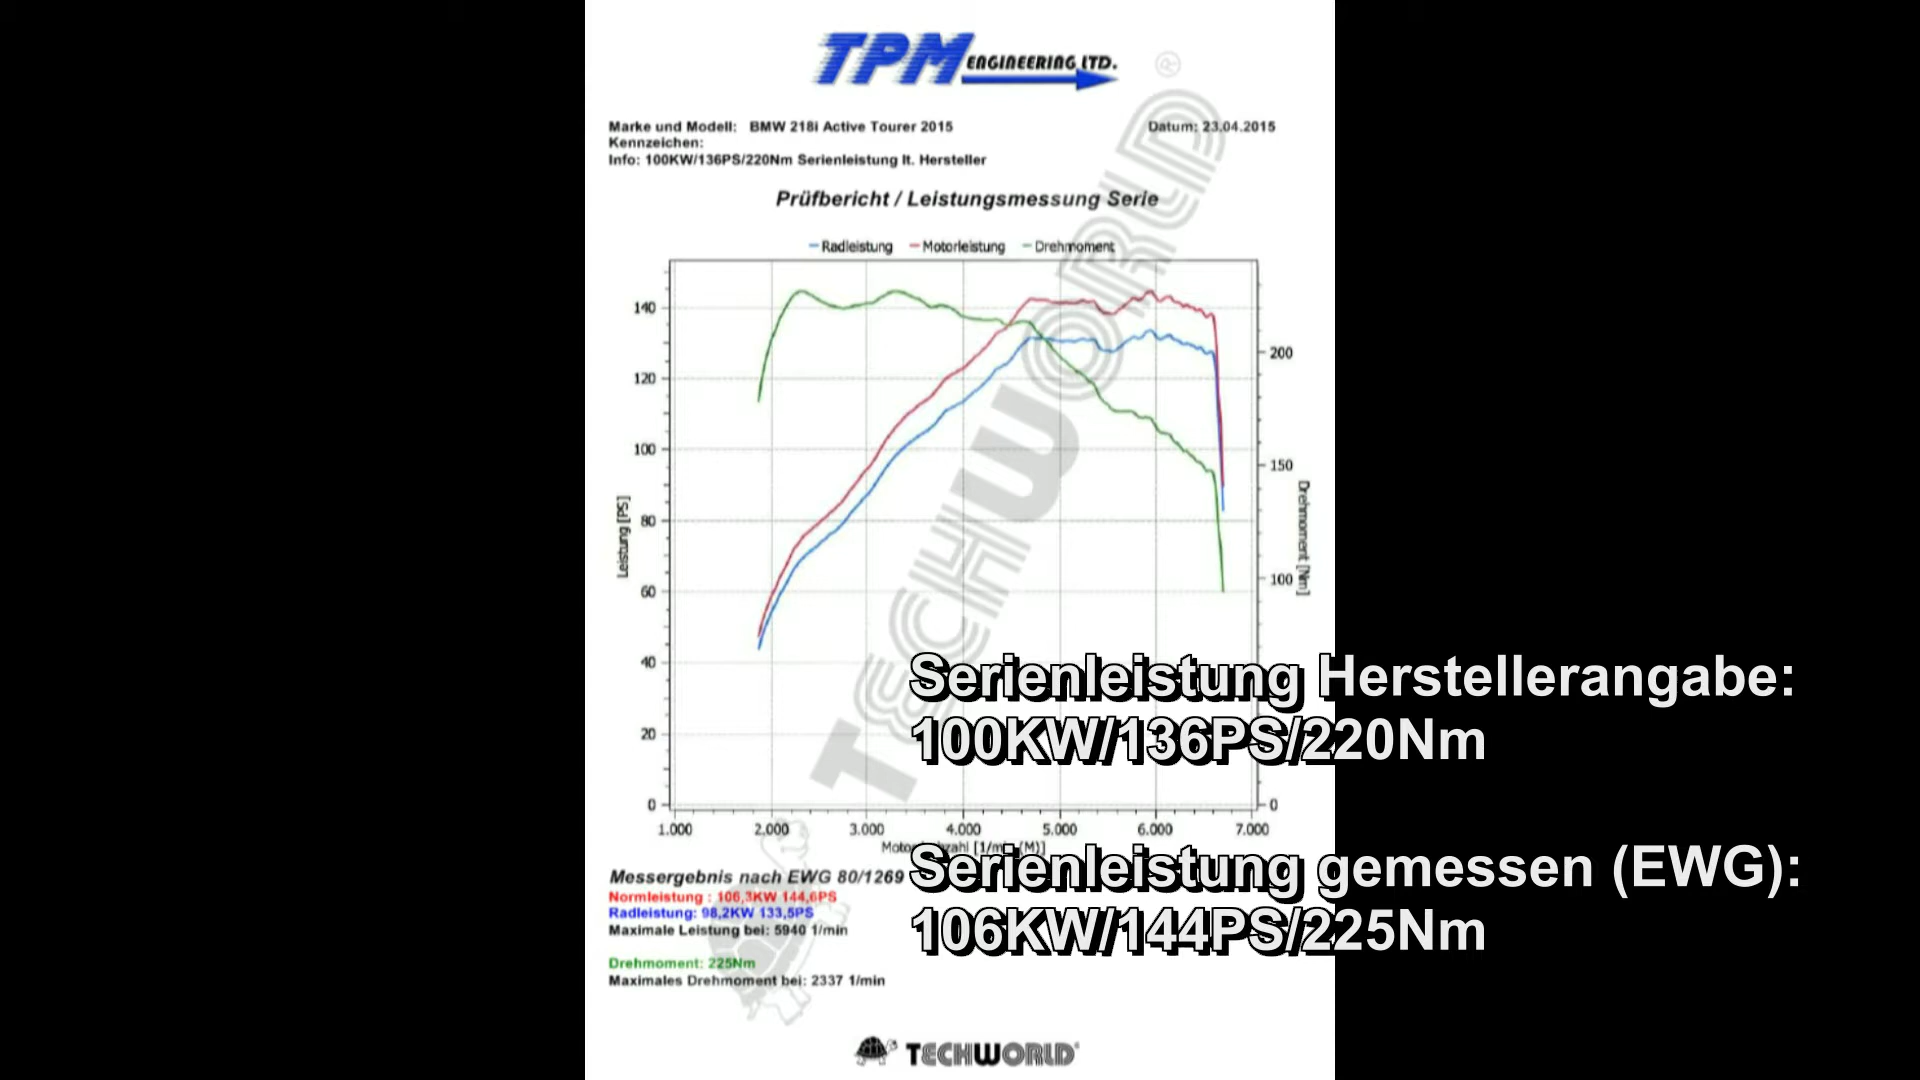 TPM ENGINEERING LTD.
®
Marke und Modell: BMW 218i Active Tourer 2015
Datum: 23.04.2015
Kennzeichen:
Info: 100KW/136PS/220Nm Serienleistung lt. Hersteller
Prüfbericht / Leistungsmessung Serie
Radleistung Motorleistung Drehmoment
140
120
100
80
60
40
20
0
Leistung [PS]
200
150
100
0
Drehmoment [Nm]
1.000 2.000 3.000 4.000 5.000 6.000 7.000
[1/min (M)]
TECHWORLD
Serienleistung Herstellerangabe:
100KW/136PS/220Nm
Serienleistung gemessen (EWG):
106KW/144PS/225Nm
Messergebnis nach EWG 80/1269
Normleistung : 106,3KW 144,6PS
Radleistung: 98,2KW 133,5PS
Maximale Leistung bei: 5940 1/min
Drehmoment: 225Nm
Maximales Drehmoment bei: 2337 1/min
TECHWORLD